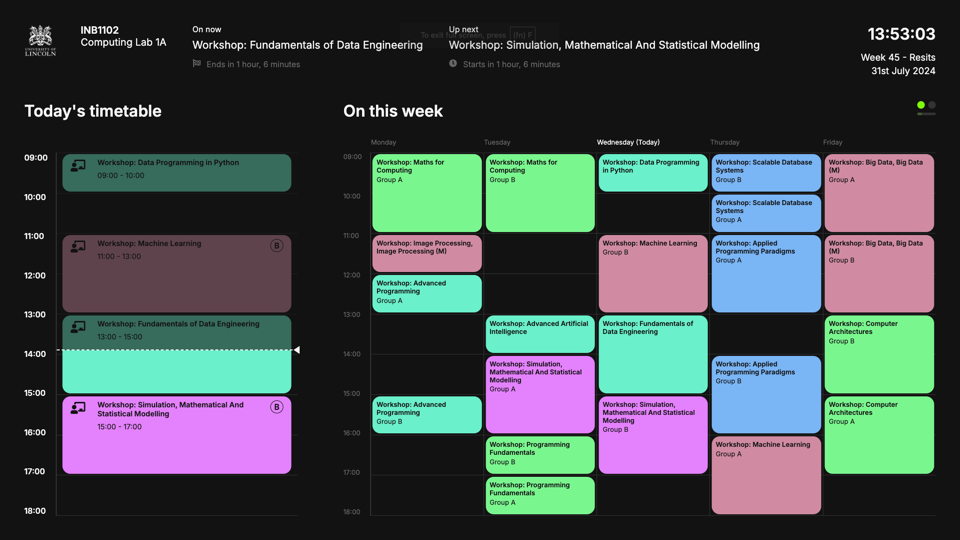 UNIVERSITY OF
LINCOLN
INB1102
Computing Lab 1A
On now
Workshop: Fundamentals of Data Engineering
Ends in 1 hour, 6 minutes
To exit full screen, press [fn] F
Up next
Workshop: Simulation, Mathematical And Statistical Modelling
Starts in 1 hour, 6 minutes
13:53:03
Week 45 - Resits
31st July 2024
Today's timetable
09:00
Workshop: Data Programming in Python
09:00 - 10:00
10:00
11:00
Workshop: Machine Learning
B
11:00 - 13:00
12:00
13:00
Workshop: Fundamentals of Data Engineering
13:00 - 15:00
14:00
15:00
Workshop: Simulation, Mathematical And
Statistical Modelling
B
15:00 - 17:00
16:00
17:00
18:00
On this week
Monday
Tuesday
Wednesday (Today)
Thursday
Friday
09:00
10:00
11:00
12:00
13:00
14:00
15:00
16:00
17:00
18:00
Workshop: Maths for
Computing
Group A
Workshop: Image Processing,
Image Processing (M)
Workshop: Advanced
Programming
Group A
Workshop: Advanced
Programming
Group B
Workshop: Maths for
Computing
Group B
Workshop: Advanced Artificial
Intelligence
Workshop: Simulation,
Mathematical And Statistical
Modelling
Group A
Workshop: Programming
Fundamentals
Group B
Workshop: Programming
Fundamentals
Group A
Workshop: Data Programming
in Python
Workshop: Machine Learning
Group B
Workshop: Fundamentals of
Data Engineering
Workshop: Simulation,
Mathematical And Statistical
Modelling
Group B
Workshop: Scalable Database
Systems
Group B
Workshop: Scalable Database
Systems
Group A
Workshop: Applied
Programming Paradigms
Group A
Workshop: Applied
Programming Paradigms
Group B
Workshop: Machine Learning
Group A
Workshop: Big Data, Big Data
(M)
Group A
Workshop: Big Data, Big Data
(M)
Group B
Workshop: Computer
Architectures
Group B
Workshop: Computer
Architectures
Group A